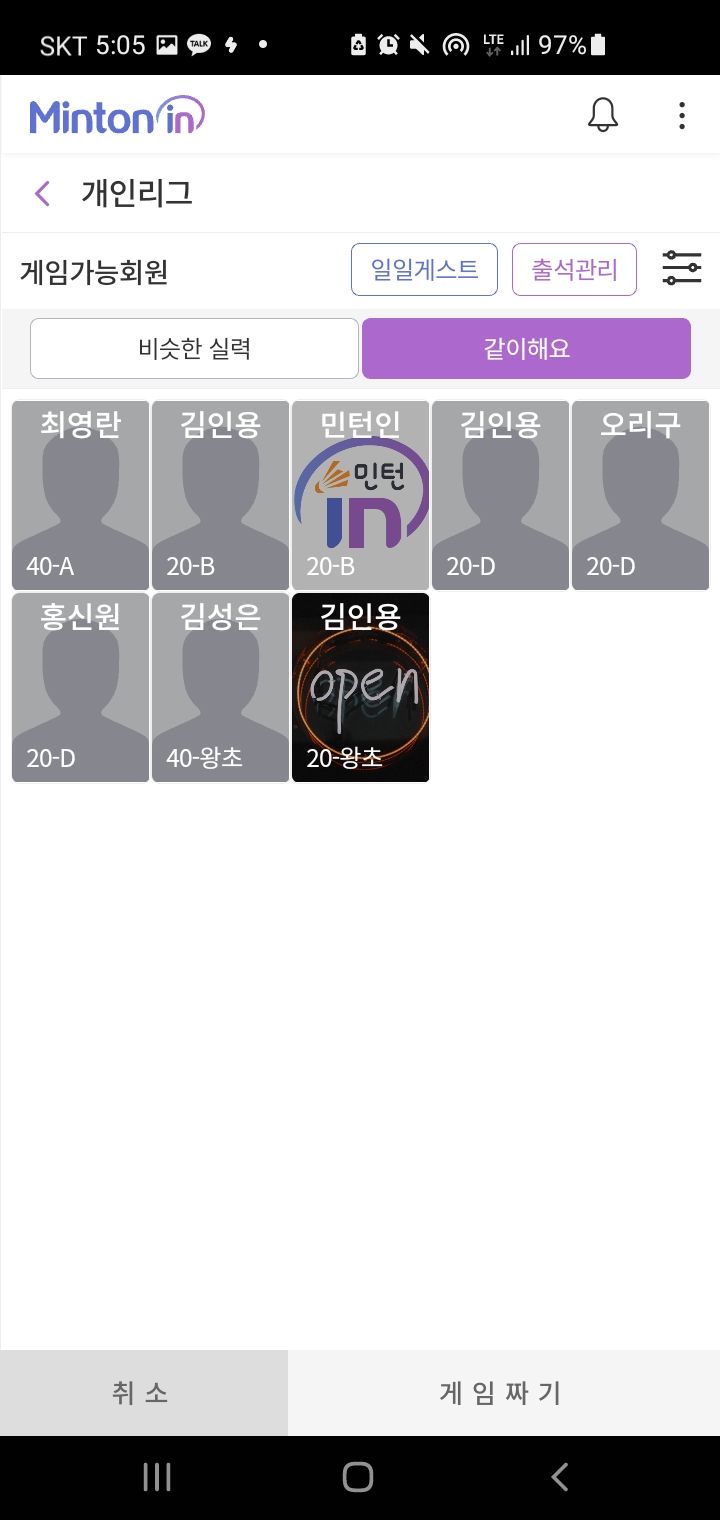 SKT 5:05 TALK LTE 97%
Minton in
개인리그
게임가능회원 일일게스트 출석관리
비슷한 실력 같이해요
최영란 김인용 민턴인 김인용 오리구
민턴
in
40-A 20-B 20-B 20-D 20-D
홍신원 김성은 김인용
open
20-D 40-왕초 20-왕초
취 소 게 임 짜 기